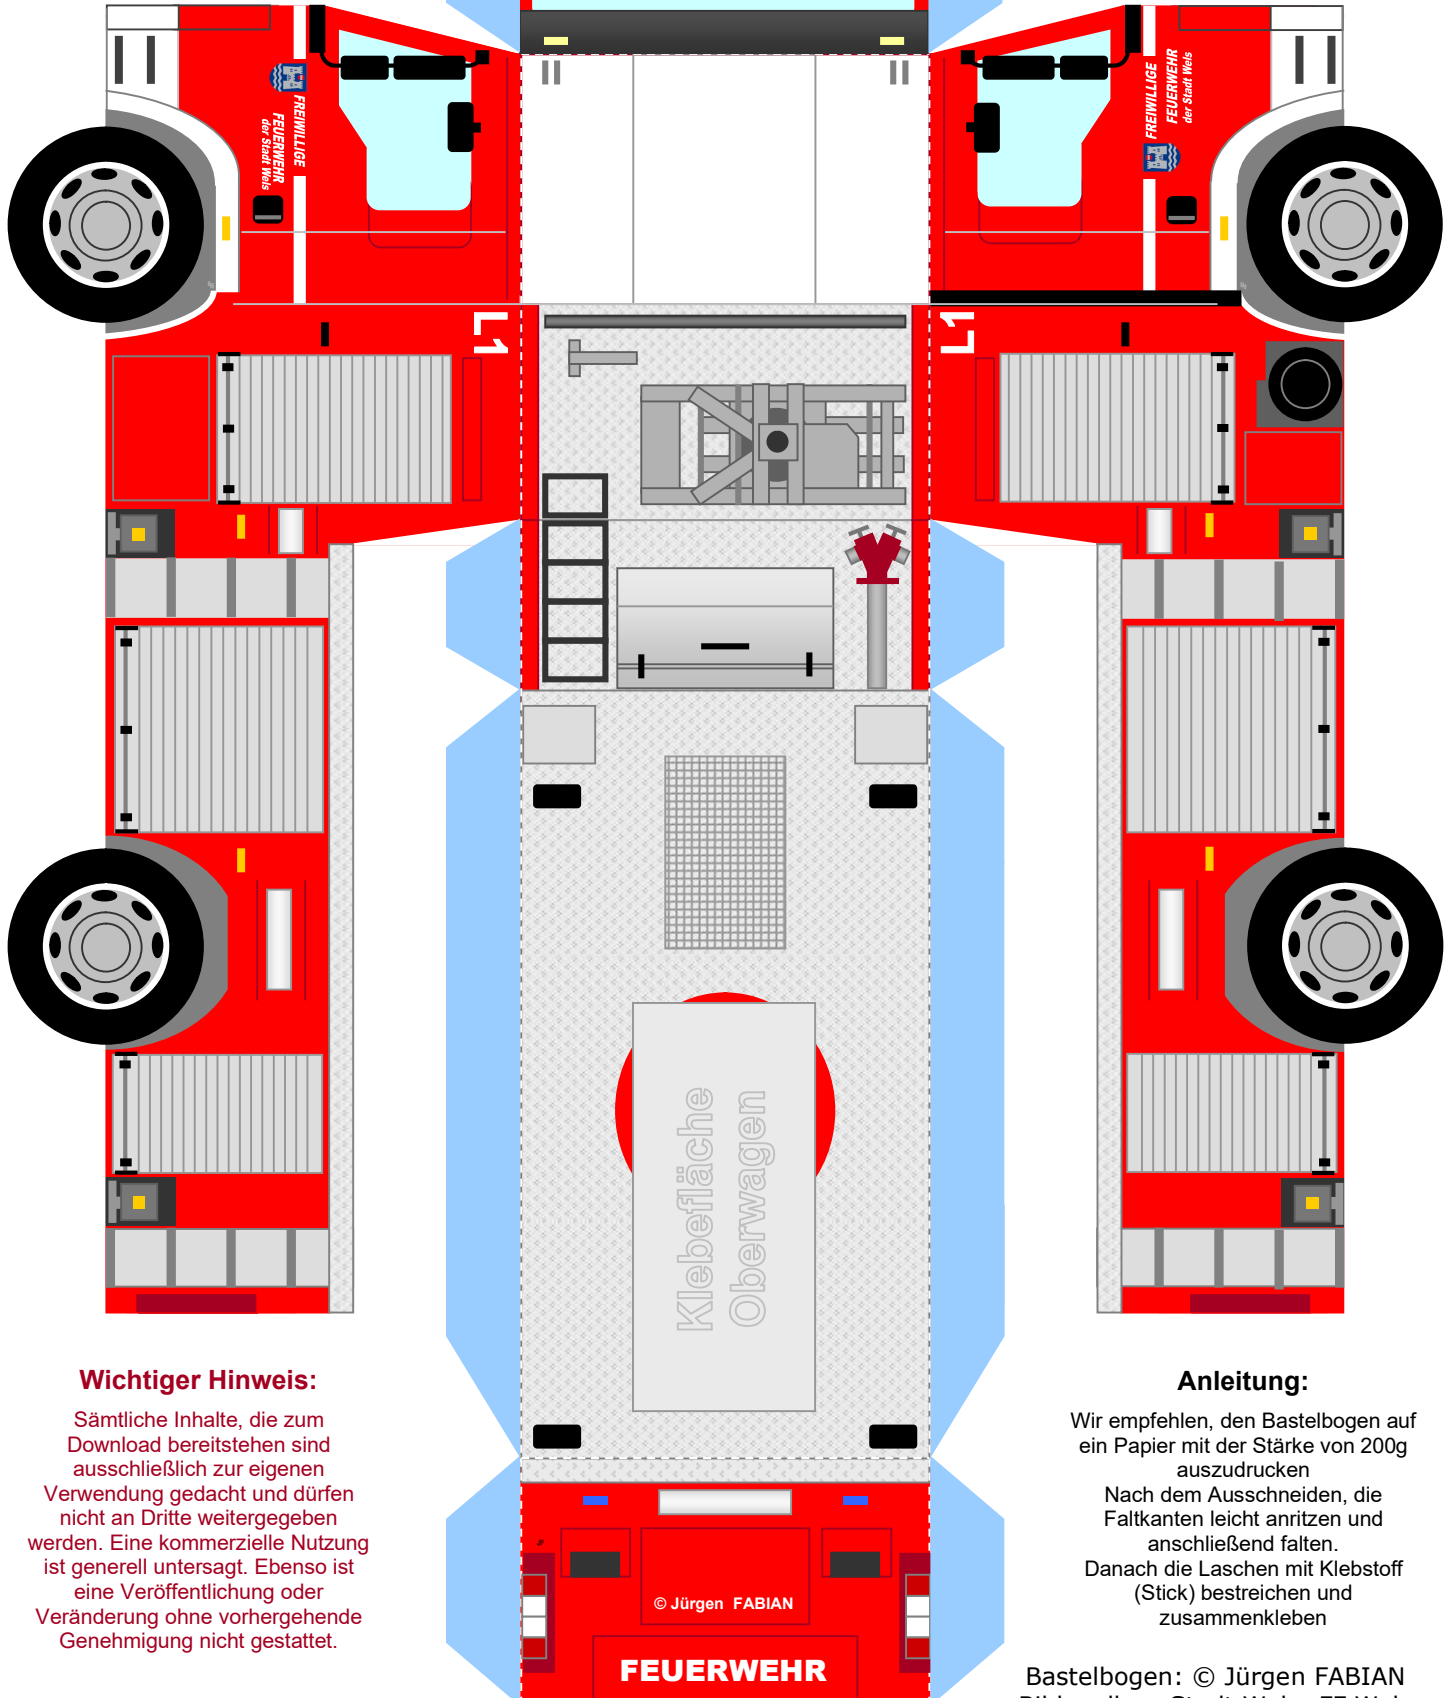 FREIWILLIGE
FEUERWEHR
der Stadt Wels
FREIWILLIGE
FEUERWEHR
der Stadt Wels
L1
L1
Klebefläche
Oberwagen
Wichtiger Hinweis:
Sämtliche Inhalte, die zum
Download bereitstehen sind
ausschließlich zur eigenen
Verwendung gedacht und dürfen
nicht an Dritte weitergegeben
werden. Eine kommerzielle Nutzung
ist generell untersagt. Ebenso ist
eine Veröffentlichung oder
Veränderung ohne vorhergehende
Genehmigung nicht gestattet.
© Jürgen FABIAN
FEUERWEHR
Anleitung:
Wir empfehlen, den Bastelbogen auf
ein Papier mit der Stärke von 200g
auszudrucken
Nach dem Ausschneiden, die
Faltkanten leicht anritzen und
anschließend falten.
Danach die Laschen mit Klebstoff
(Stick) bestreichen und
zusammenkleben
Bastelbogen: © Jürgen FABIAN